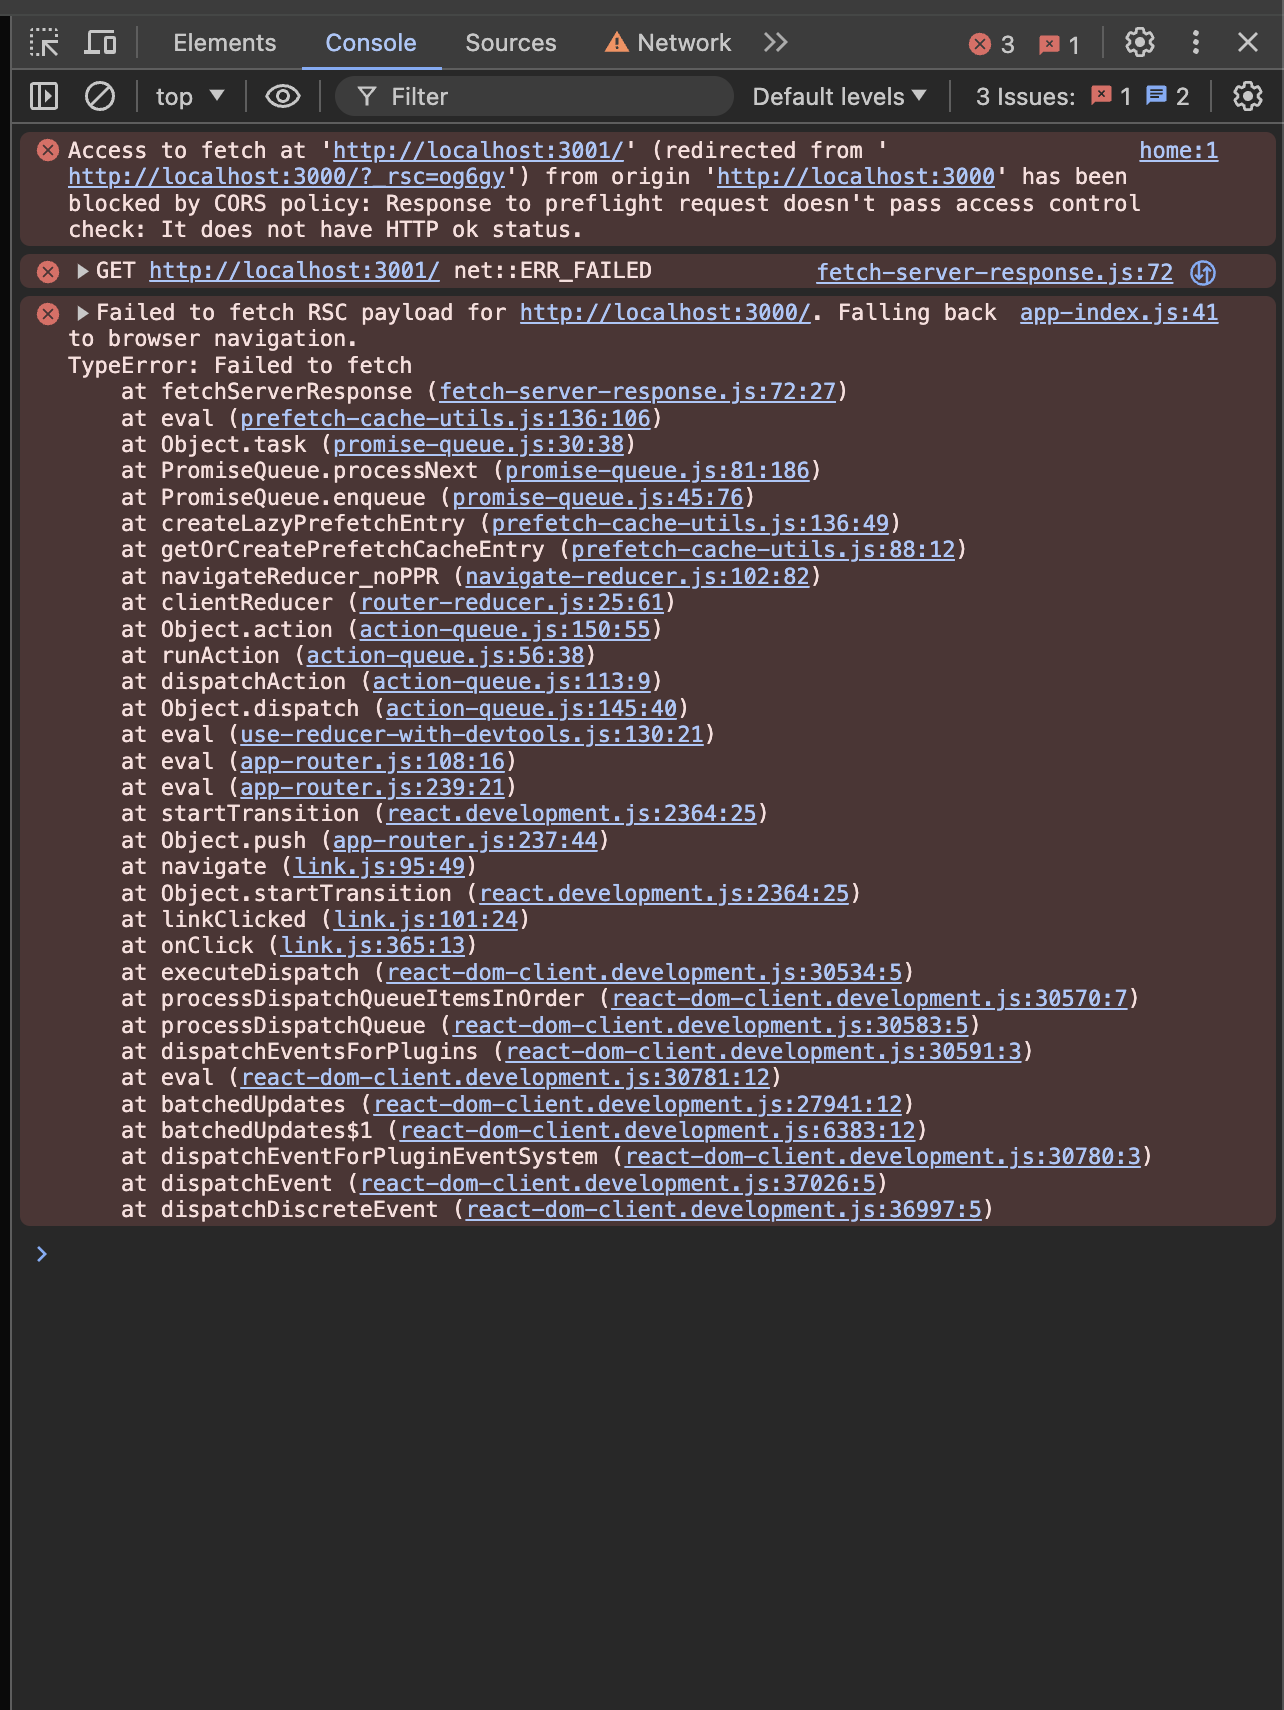 Elements Console Sources Network 3 1
top Filter Default levels 3 Issues: 1 2
Access to fetch at 'http://localhost:3001/' (redirected from ' home:1
http://localhost:3000/?_rsc=og6gy') from origin 'http://localhost:3000' has been
blocked by CORS policy: Response to preflight request doesn't pass access control
check: It does not have HTTP ok status.
GET http://localhost:3001/ net::ERR_FAILED fetch-server-response.js:72
Failed to fetch RSC payload for http://localhost:3000/. Falling back app-index.js:41
to browser navigation.
TypeError: Failed to fetch
at fetchServerResponse (fetch-server-response.js:72:27)
at eval (prefetch-cache-utils.js:136:106)
at Object.task (promise-queue.js:30:38)
at PromiseQueue.processNext (promise-queue.js:81:186)
at PromiseQueue.enqueue (promise-queue.js:45:76)
at createLazyPrefetchEntry (prefetch-cache-utils.js:136:49)
at getOrCreatePrefetchCacheEntry (prefetch-cache-utils.js:88:12)
at navigateReducer_noPPR (navigate-reducer.js:102:82)
at clientReducer (router-reducer.js:25:61)
at Object.action (action-queue.js:150:55)
at runAction (action-queue.js:56:38)
at dispatchAction (action-queue.js:113:9)
at Object.dispatch (action-queue.js:145:40)
at eval (use-reducer-with-devtools.js:130:21)
at eval (app-router.js:108:16)
at eval (app-router.js:239:21)
at startTransition (react.development.js:2364:25)
at Object.push (app-router.js:237:44)
at navigate (link.js:95:49)
at Object.startTransition (react.development.js:2364:25)
at linkClicked (link.js:101:24)
at onClick (link.js:365:13)
at executeDispatch (react-dom-client.development.js:30534:5)
at processDispatchQueueItemsInOrder (react-dom-client.development.js:30570:7)
at processDispatchQueue (react-dom-client.development.js:30583:5)
at dispatchEventsForPlugins (react-dom-client.development.js:30591:3)
at eval (react-dom-client.development.js:30781:12)
at batchedUpdates (react-dom-client.development.js:27941:12)
at batchedUpdates$1 (react-dom-client.development.js:6383:12)
at dispatchEventForPluginEventSystem (react-dom-client.development.js:30780:3)
at dispatchEvent (react-dom-client.development.js:37026:5)
at dispatchDiscreteEvent (react-dom-client.development.js:36997:5)